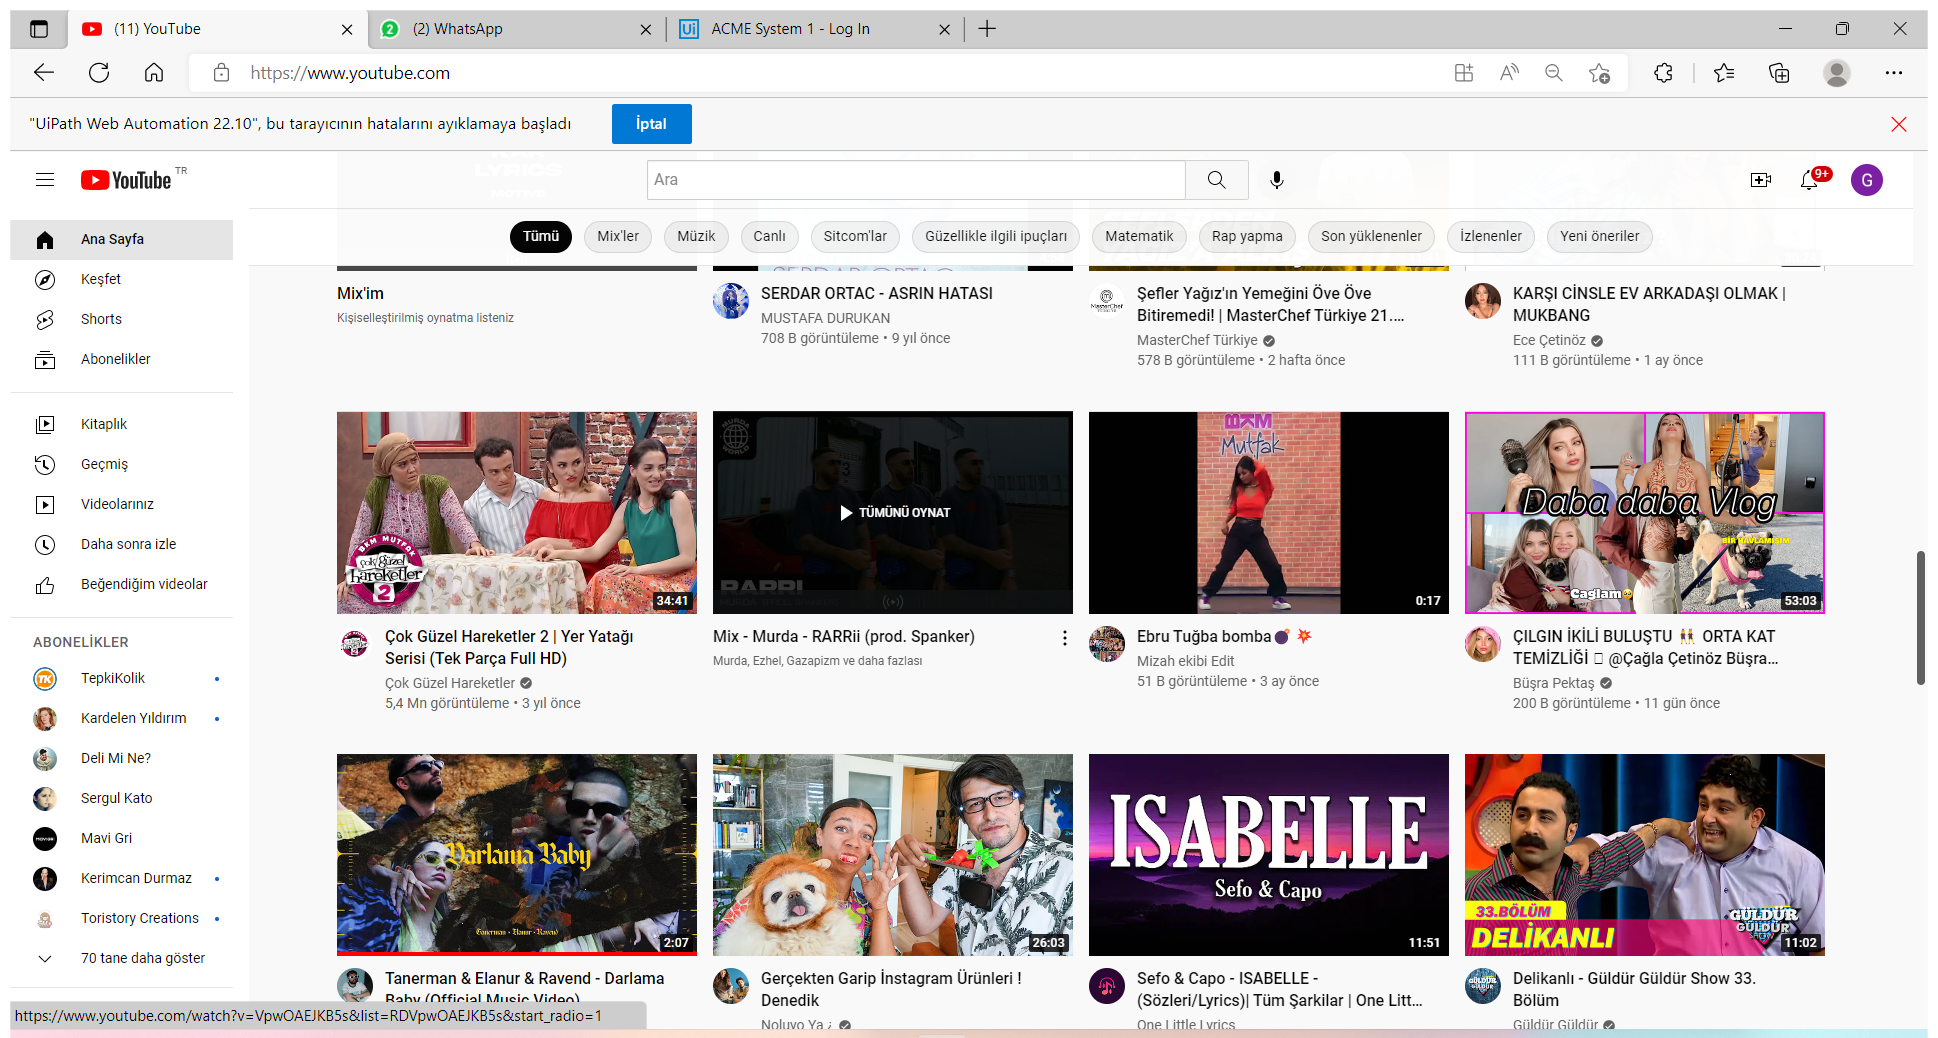 (11) YouTube
(2) WhatsApp
ACME System 1 - Log In
https://www.youtube.com
"UiPath Web Automation 22.10", bu tarayıcının hatalarını ayıklamaya başladı
İptal
YouTube TR
LYRICS
Ara
9+
G
Ana Sayfa
Keşfet
Shorts
Abonelikler
Kitaplık
Geçmiş
Videolarınız
Daha sonra izle
Beğendiğim videolar
ABONELİKLER
TepkiKolik
Kardelen Yıldırım
Deli Mi Ne?
Sergul Kato
Mavi Gri
Kerimcan Durmaz
Toristory Creations
70 tane daha göster
Tümü
Mix'ler
Müzik
Canlı
Sitcom'lar
Güzellikle ilgili ipuçları
Matematik
Rap yapma
Son yüklenenler
İzlenenler
Yeni öneriler
Mix'im
Kişiselleştirilmiş oynatma listeniz
SERDAR ORTAC - ASRIN HATASI
MUSTAFA DURUKAN
708 B görüntüleme • 9 yıl önce
Şefler Yağız'ın Yemeğini Öve Öve
Bitiremedi! | MasterChef Türkiye 21....
MasterChef Türkiye
578 B görüntüleme • 2 hafta önce
KARŞI CİNSLE EV ARKADAŞI OLMAK |
MUKBANG
Ece Çetinöz
111 B görüntüleme • 1 ay önce
BKM MUTFAK
çok güzel
hareketler
2
34:41
Çok Güzel Hareketler 2 | Yer Yatağı
Serisi (Tek Parça Full HD)
Çok Güzel Hareketler
5,4 Mn görüntüleme • 3 yıl önce
MURDA
WORLD
TÜMÜNÜ OYNAT
RARRI
Mix - Murda - RARRii (prod. Spanker)
Murda, Ezhel, Gazapizm ve daha fazlası
BKM
Mutfak
0:17
Ebru Tuğba bomba
Mizah ekibi Edit
51 B görüntüleme • 3 ay önce
Daba daba Vlog
BİR HAVLAMISIM
Caglam
53:03
ÇILGIN İKİLİ BULUŞTU ORTA KAT
TEMİZLİĞİ @Çağla Çetinöz Büşra...
Büşra Pektaş
200 B görüntüleme • 11 gün önce
Darlama Baby
Tanerman • Elanur • Ravend
2:07
Tanerman & Elanur & Ravend - Darlama
Baby (Official Music Video)
26:03
Gerçekten Garip İnstagram Ürünleri !
Denedik
Noluyo Ya ¿
ISABELLE
Sefo & Capo
11:51
Sefo & Capo - ISABELLE -
(Sözleri/Lyrics)| Tüm Şarkilar | One Litt...
One Little Lyrics
33.BÖLÜM
DELİKANLI
GÜLDÜR
GÜLDÜR
11:02
Delikanlı - Güldür Güldür Show 33.
Bölüm
Güldür Güldür
https://www.youtube.com/watch?v=VpwOAEJKB5s&list=RDVpwOAEJKB5s&start_radio=1